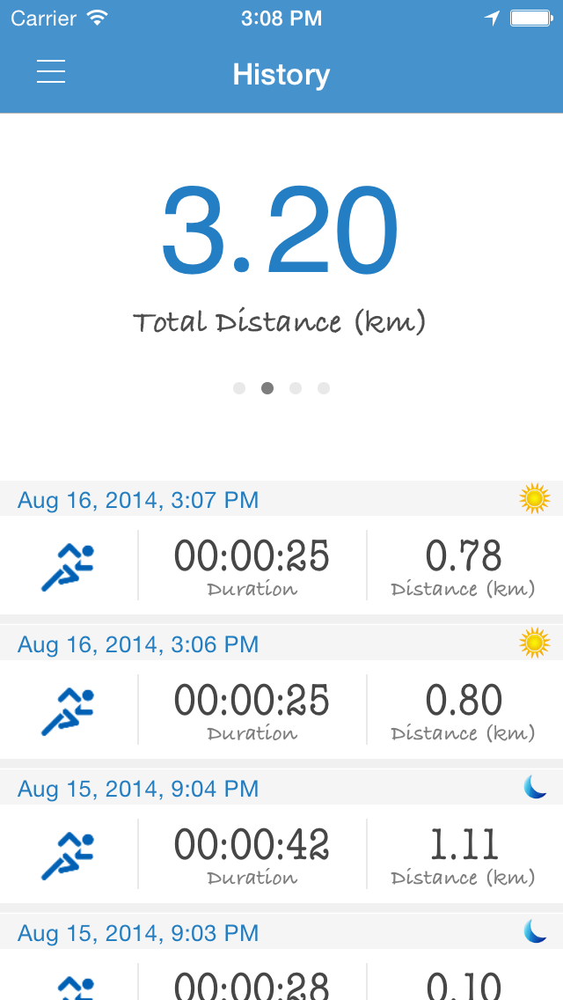 Carrier 3:08 PM
History
3.20
Total Distance (km)
Aug 16, 2014, 3:07 PM
00:00:25 0.78
Duration Distance (km)
Aug 16, 2014, 3:06 PM
00:00:25 0.80
Duration Distance (km)
Aug 15, 2014, 9:04 PM
00:00:42 1.11
Duration Distance (km)
Aug 15, 2014, 9:03 PM
00:00:28 0.10